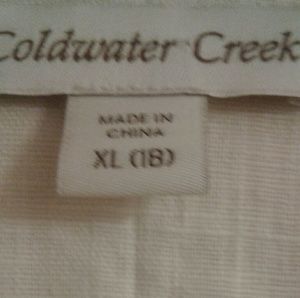 Coldwater Creek
MADE IN
CHINA
XL (18)